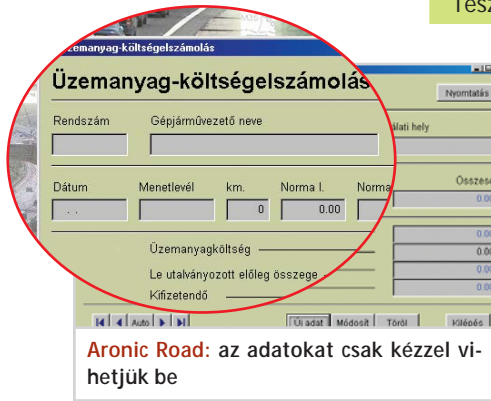 Tesz
Üzemanyag-költségelszámolás
Üzemanyag-költségelszámolás
Nyomtatás
Rendszám Gépjárművezető neve
Dátum Menetlevél km. Norma l. Norma
Összese
. . 0 0.00 0.00
0.00
Üzemanyagköltség 0.00
Le utalványozott előleg összege 0.00
Kifizetendő 0.00
Auto Új adat Módosít Töröl Kilépés
Aronic Road: az adatokat csak kézzel vi-
hetjük be